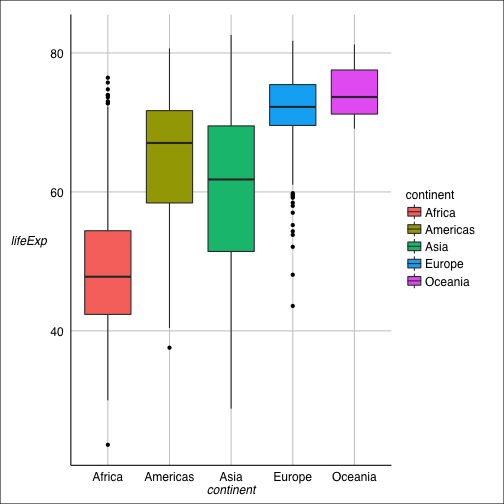 80
60
40
lifeExp
Africa Americas Asia Europe Oceania
continent
continent
Africa
Americas
Asia
Europe
Oceania